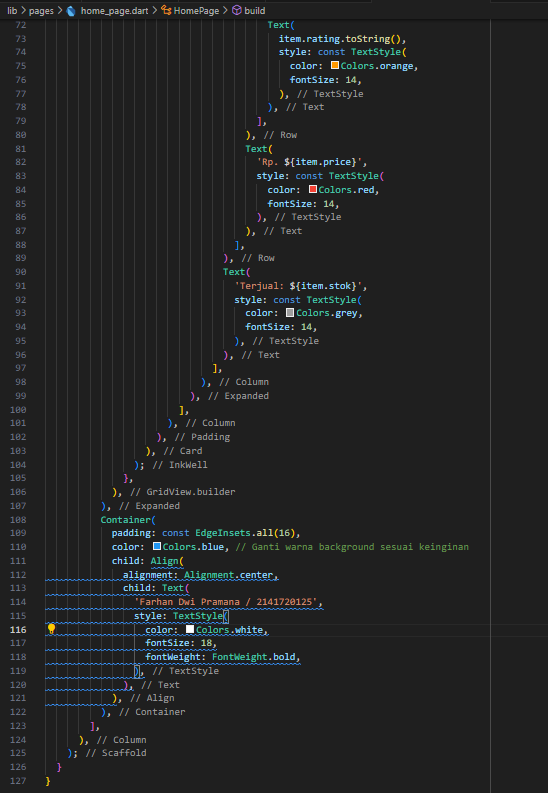 lib > pages > home_page.dart > HomePage > build
72 Text(
73 item.rating.toString(),
74 style: const TextStyle(
75 color: Colors.orange,
76 fontSize: 14,
77 ), // TextStyle
78 ), // Text
79 ],
80 ), // Row
81 Text(
82 'Rp. ${item.price}',
83 style: const TextStyle(
84 color: Colors.red,
85 fontSize: 14,
86 ), // TextStyle
87 ), // Text
88 ],
89 ), // Row
90 Text(
91 'Terjual: ${item.stok}',
92 style: const TextStyle(
93 color: Colors.grey,
94 fontSize: 14,
95 ), // TextStyle
96 ), // Text
97 ],
98 ), // Column
99 ), // Expanded
100 ],
101 ), // Column
102 ), // Padding
103 ), // Card
104 ); // InkWell
105 },
106 ), // GridView.builder
107 ), // Expanded
108 Container(
109 padding: const EdgeInsets.all(16),
110 color: Colors.blue, // Ganti warna background sesuai keinginan
111 child: Align(
112 alignment: Alignment.center,
113 child: Text(
114 'Farhan Dwi Pramana / 2141720125',
115 style: TextStyle(
116 color: Colors.white,
117 fontSize: 18,
118 fontWeight: FontWeight.bold,
119 ), // TextStyle
120 ), // Text
121 ), // Align
122 ), // Container
123 ],
124 ), // Column
125 ); // Scaffold
126 }
127 }